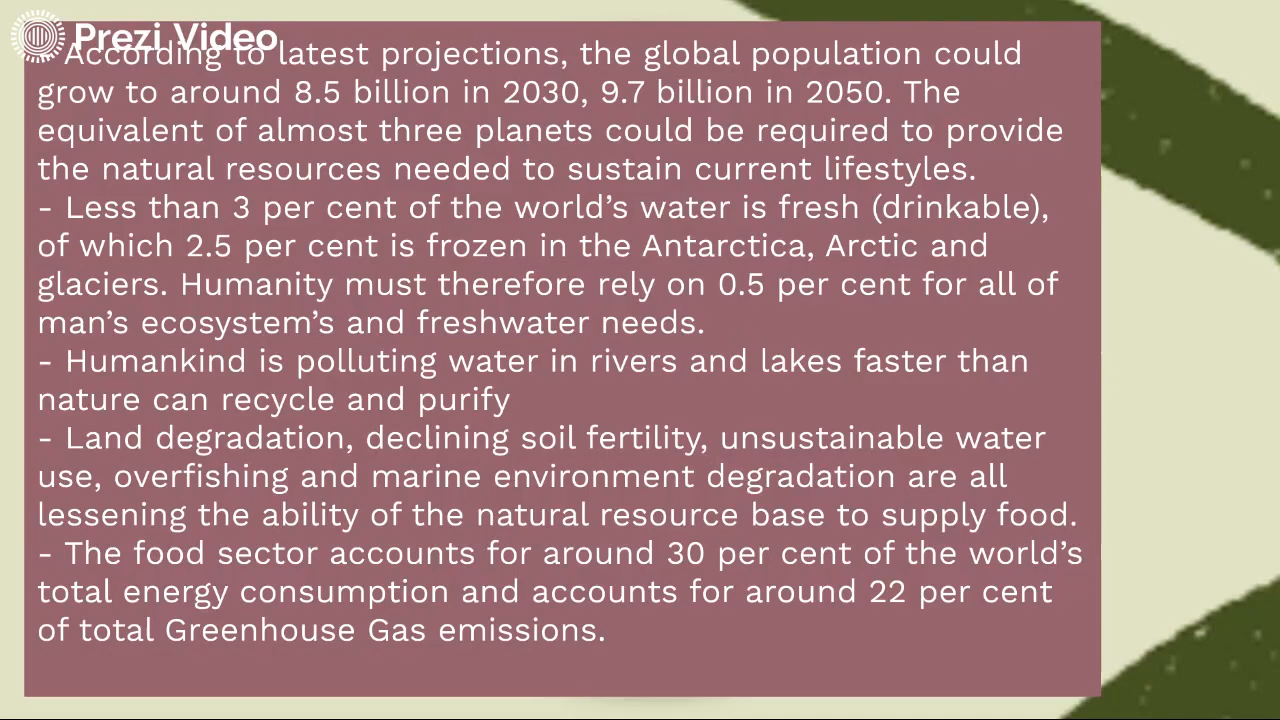 Prezi Video
According to latest projections, the global population could
grow to around 8.5 billion in 2030, 9.7 billion in 2050. The
equivalent of almost three planets could be required to provide
the natural resources needed to sustain current lifestyles.
- Less than 3 per cent of the world’s water is fresh (drinkable),
of which 2.5 per cent is frozen in the Antarctica, Arctic and
glaciers. Humanity must therefore rely on 0.5 per cent for all of
man’s ecosystem’s and freshwater needs.
- Humankind is polluting water in rivers and lakes faster than
nature can recycle and purify
- Land degradation, declining soil fertility, unsustainable water
use, overfishing and marine environment degradation are all
lessening the ability of the natural resource base to supply food.
- The food sector accounts for around 30 per cent of the world’s
total energy consumption and accounts for around 22 per cent
of total Greenhouse Gas emissions.